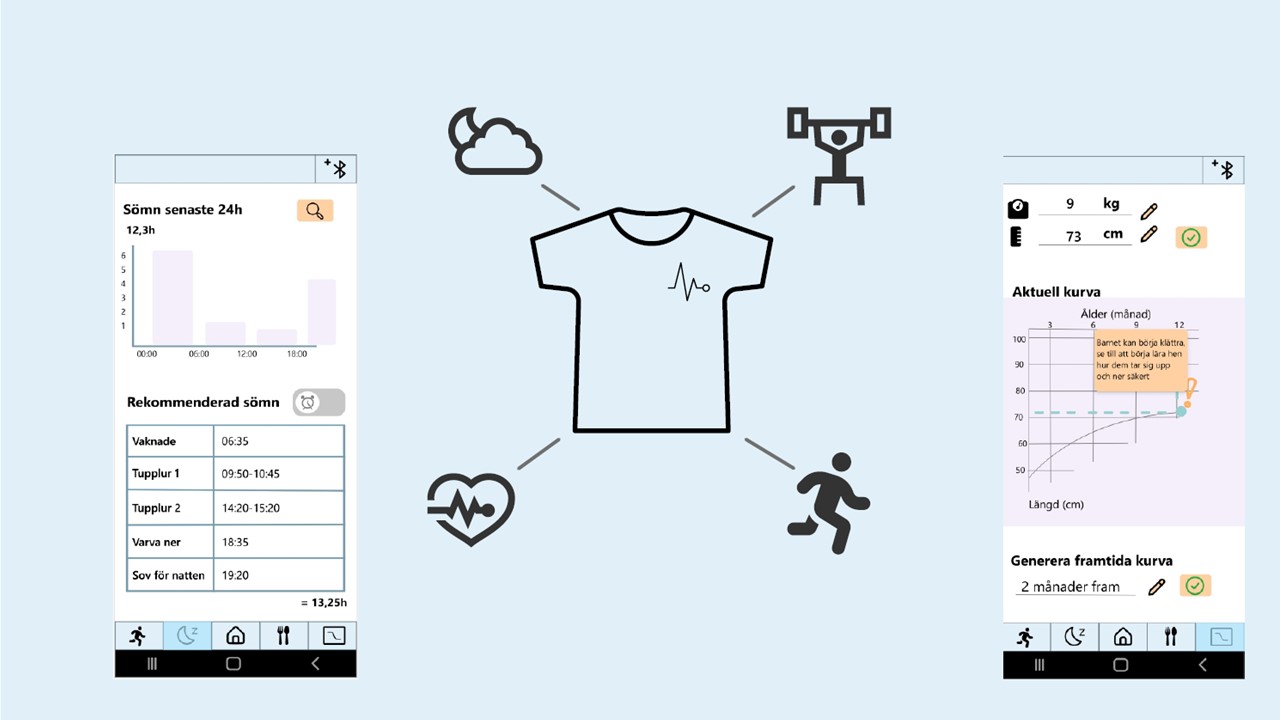 Sömn senaste 24h
12,3h
6
5
4
3
2
1
00:00 06:00 12:00 18:00
Rekommenderad sömn
Vaknade 06:35
Tupplur 1 09:50-10:45
Tupplur 2 14:20-15:20
Varva ner 18:35
Sov för natten 19:20
= 13,25h
z
9 kg
73 cm
Aktuell kurva
Ålder (månad)
3 6 9 12
100
90
80
70
60
50
Barnet kan börja klättra,
se till att börja lära hen
hur dem tar sig upp
och ner säkert
!
Längd (cm)
Generera framtida kurva
2 månader fram
z